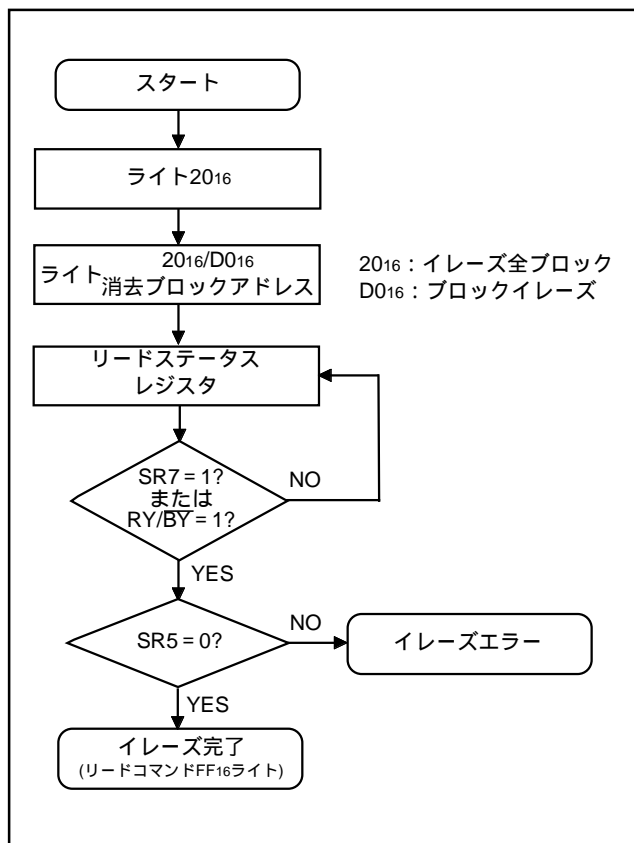 スタート
ライト2016
ライト 2016/D016
消去ブロックアドレス
2016：イレーズ全ブロック
D016：ブロックイレーズ
リードステータス
レジスタ
SR7＝1?
または
RY/BY＝1?
NO
YES
SR5＝0?
NO
イレーズエラー
YES
イレーズ完了
(リードコマンドFF16ライト)